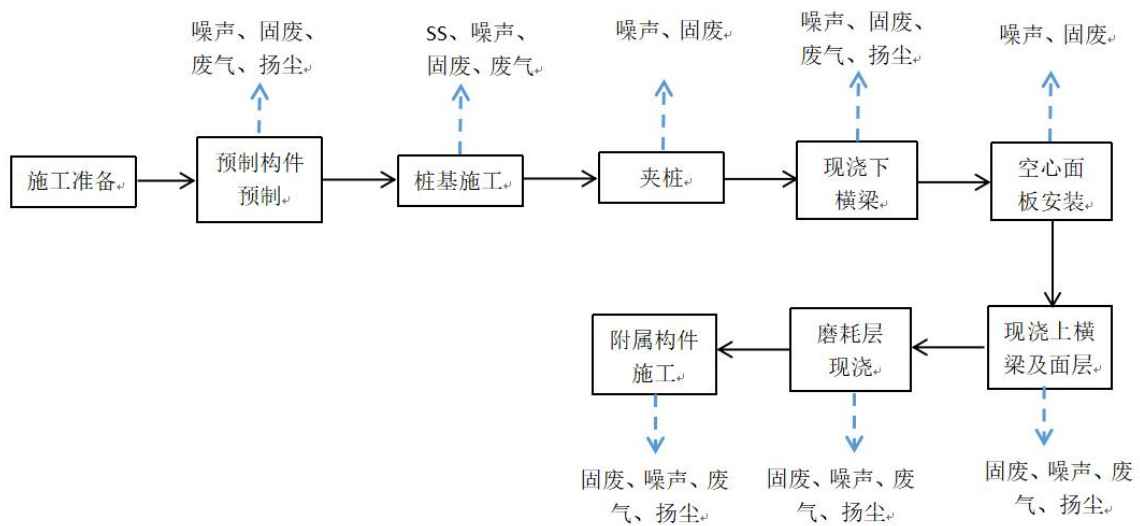 噪声、固废、
废气、扬尘
SS、噪声、
固废、废气
噪声、固废
噪声、固废、
废气、扬尘
噪声、固废
施工准备
预制构件
预制
桩基施工
夹桩
现浇下
横梁
空心面
板安装
附属构件
施工
磨耗层
现浇
现浇上横
梁及面层
固废、噪声、废
气、扬尘
固废、噪声、废
气、扬尘
固废、噪声、废
气、扬尘